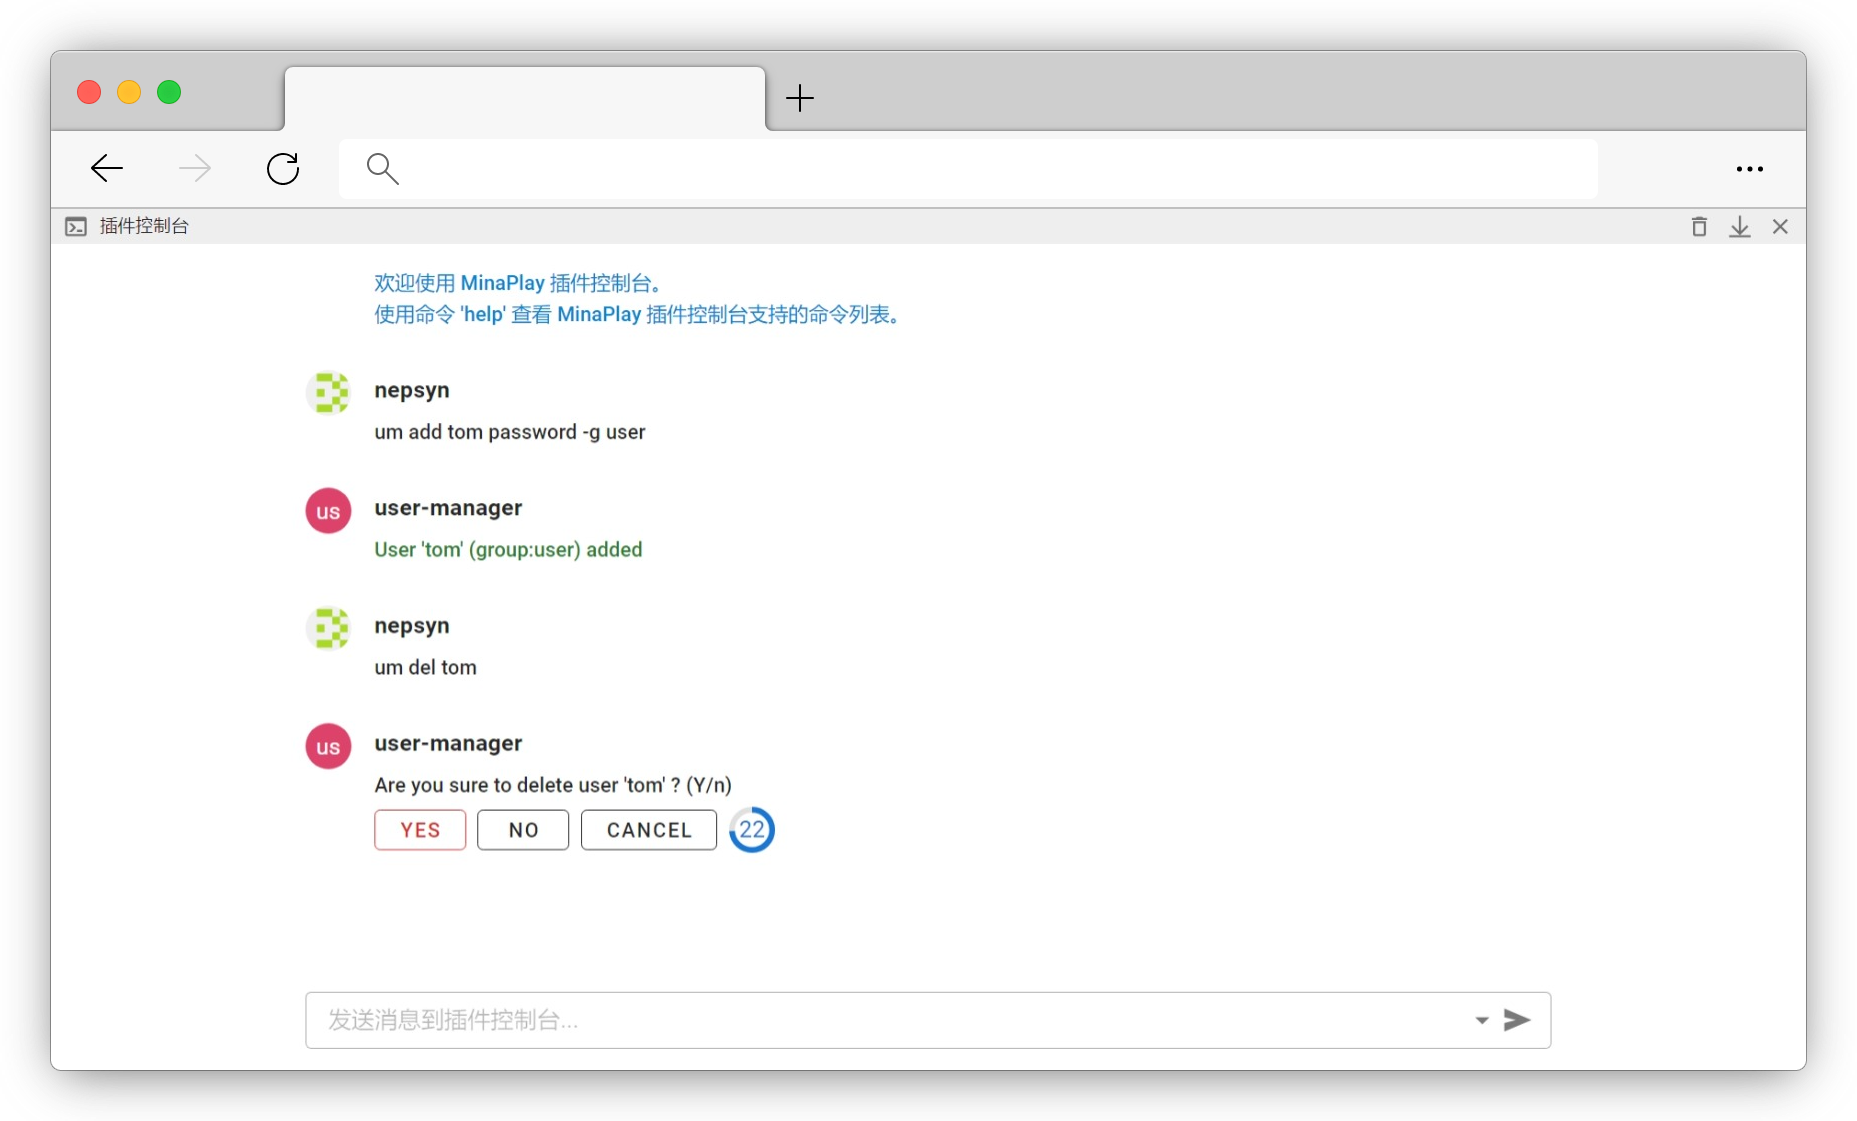 插件控制台
欢迎使用 MinaPlay 插件控制台。
使用命令 'help' 查看 MinaPlay 插件控制台支持的命令列表。
nepsyn
um add tom password -g user
us
user-manager
User 'tom' (group:user) added
nepsyn
um del tom
us
user-manager
Are you sure to delete user 'tom' ? (Y/n)
YES NO CANCEL 22
发送消息到插件控制台...